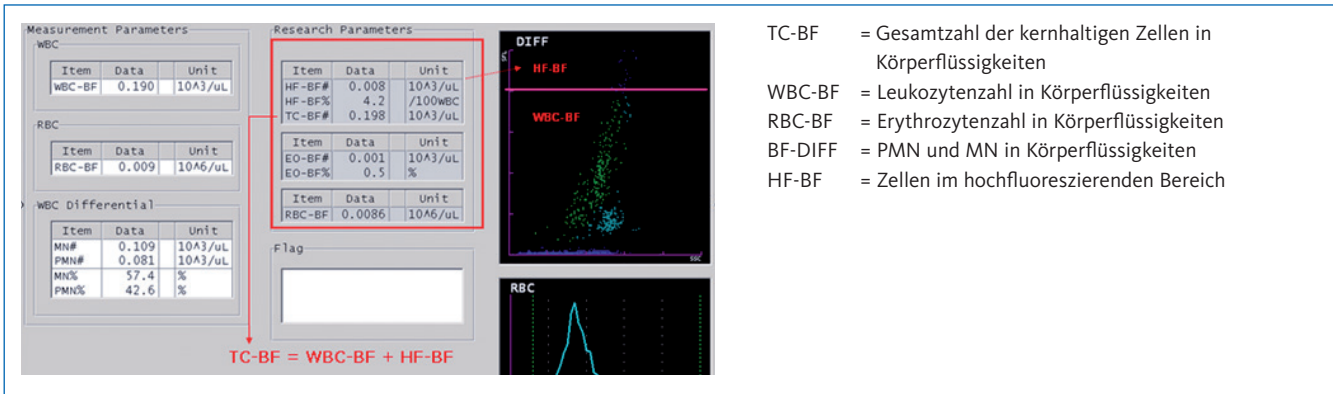 Measurement Parameters
WBC
Item Data Unit
WBC-BF 0.190 10^3/uL
RBC
Item Data Unit
RBC-BF 0.009 10^6/uL
WBC Differential
Item Data Unit
MN# 0.109 10^3/uL
PMN# 0.081 10^3/uL
MN% 57.4 %
PMN% 42.6 %
Research Parameters
Item Data Unit
HF-BF# 0.008 10^3/uL
HF-BF% 4.2 /100WBC
TC-BF# 0.198 10^3/uL
Item Data Unit
EO-BF# 0.001 10^3/uL
EO-BF% 0.5 %
Item Data Unit
RBC-BF 0.0086 10^6/uL
Flag
TC-BF = WBC-BF + HF-BF
DIFF
HF-BF
WBC-BF
SSC
RBC
TC-BF = Gesamtzahl der kernhaltigen Zellen in
Körperflüssigkeiten
WBC-BF = Leukozytenzahl in Körperflüssigkeiten
RBC-BF = Erythrozytenzahl in Körperflüssigkeiten
BF-DIFF = PMN und MN in Körperflüssigkeiten
HF-BF = Zellen im hochfluoreszierenden Bereich